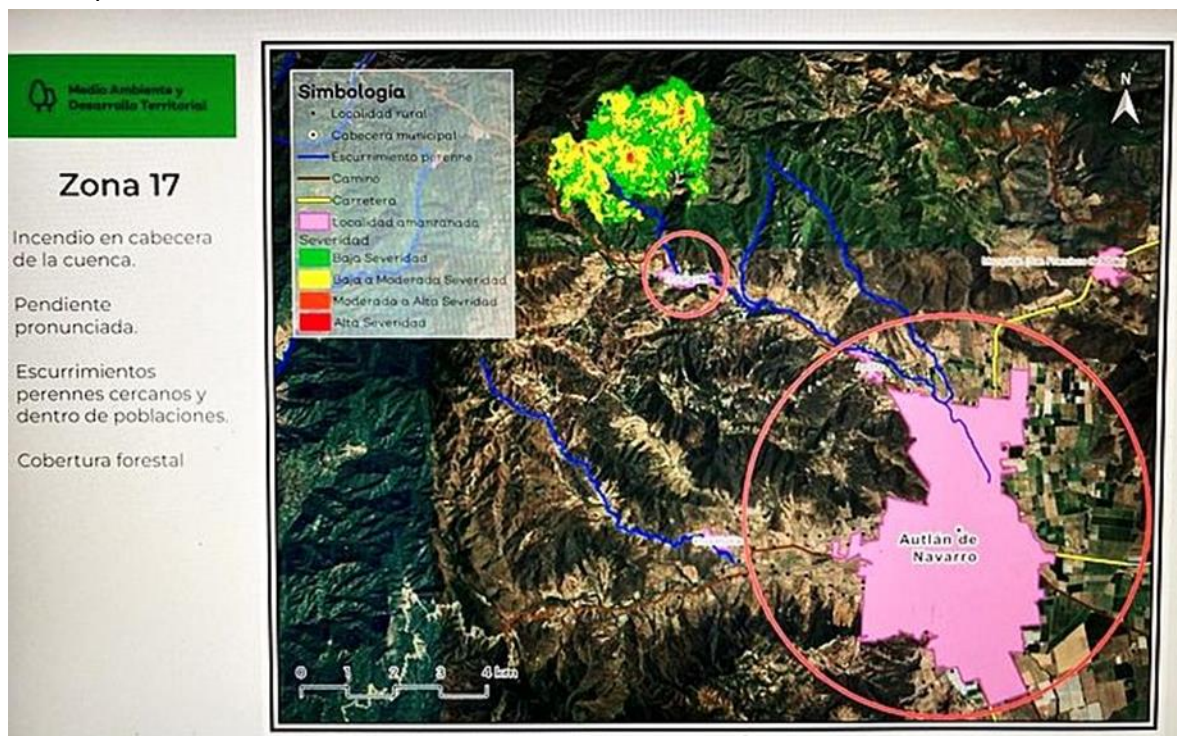 Medio Ambiente y
Desarrollo Territorial
Zona 17
Incendio en cabecera
de la cuenca.
Pendiente
pronunciada.
Escurrimientos
perennes cercanos y
dentro de poblaciones.
Cobertura forestal
Simbología
Localidad rural
Cabecera municipal
Escurrimiento perenne
Camino
Carretera
Localidad amanzanada
Severidad
Baja Severidad
Baja a Moderada Severidad
Moderada a Alta Sevridad
Alta Severidad
N
Autlán de
Navarro
0 1 2 3 4 km